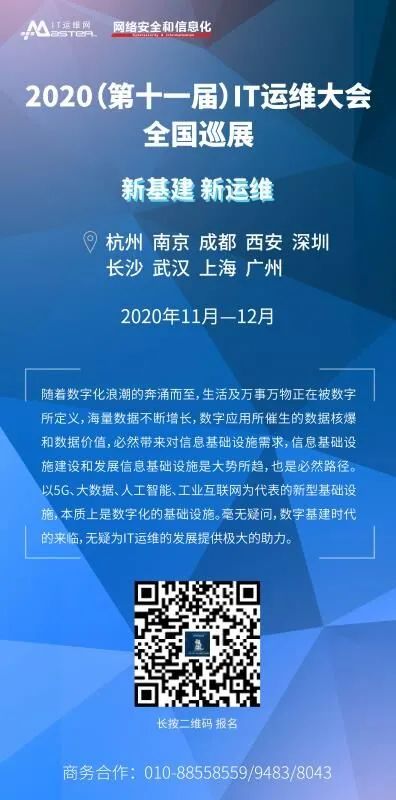 IT运维网
Master
网络安全和信息化
Cybersecurity & Informatization
2020(第十一届)IT运维大会
全国巡展
新基建 新运维
杭州 南京 成都 西安 深圳
长沙 武汉 上海 广州
2020年11月—12月
随着数字化浪潮的奔涌而至，生活及万事万物正在被数字
所定义，海量数据不断增长，数字应用所催生的数据核爆
和数据价值，必然带来对信息基础设施需求，信息基础设
施建设和发展信息基础设施是大势所趋，也是必然路径。
以5G、大数据、人工智能、工业互联网为代表的新型基础设
施，本质上是数字化的基础设施。毫无疑问，数字基建时代
的来临，无疑为IT运维的发展提供极大的助力。
长按二维码 报名
商务合作：010-88558559/9483/8043